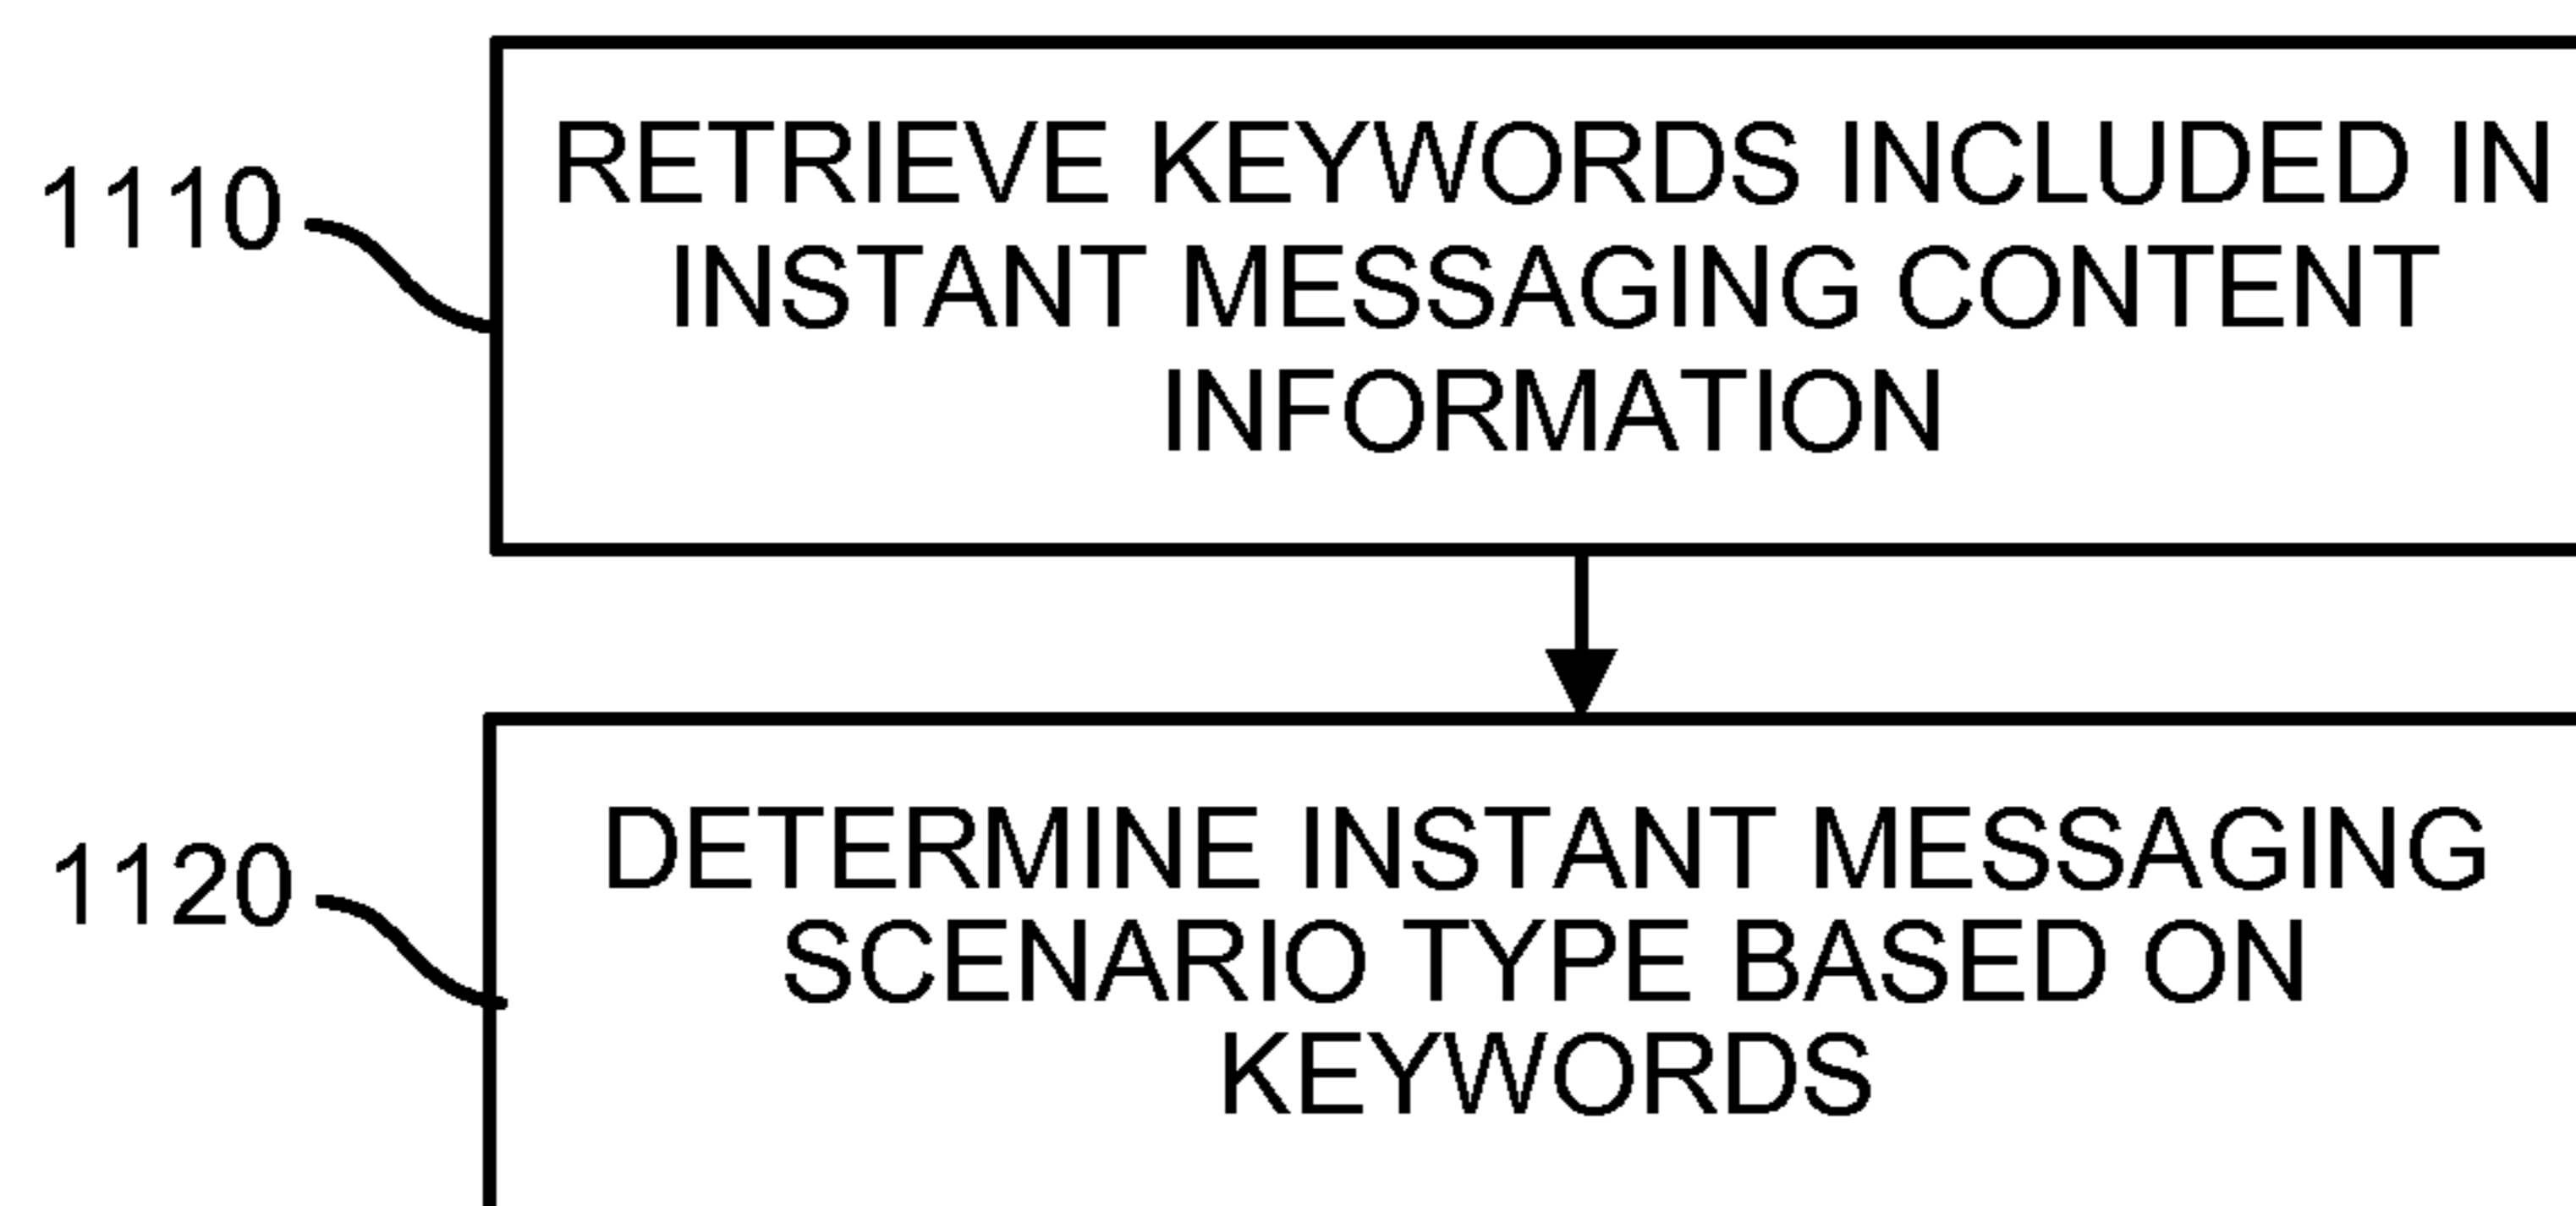 1110
RETRIEVE KEYWORDS INCLUDED IN
INSTANT MESSAGING CONTENT
INFORMATION
1120
DETERMINE INSTANT MESSAGING
SCENARIO TYPE BASED ON
KEYWORDS